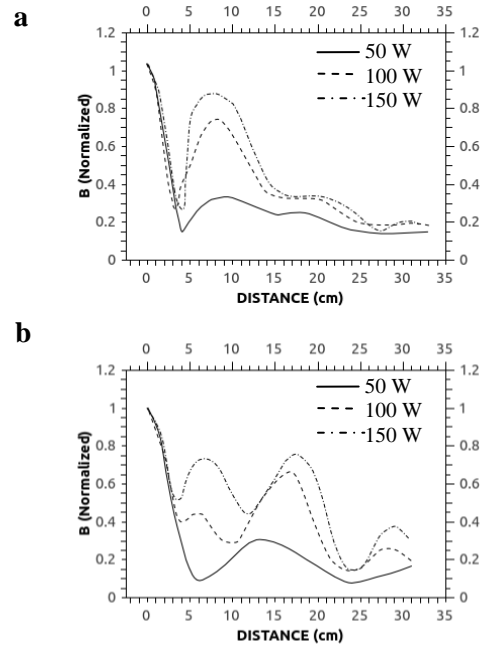 a
0 5 10 15 20 25 30 35
1.2 1.2
50 W
1 1
100 W
150 W
0.8 0.8
B (Normalized)
0.6 0.6
0.4 0.4
0.2 0.2
0 0
0 5 10 15 20 25 30 35
DISTANCE (cm)
b
0 5 10 15 20 25 30 35
1.2 1.2
50 W
1 1
100 W
150 W
0.8 0.8
B (Normalized)
0.6 0.6
0.4 0.4
0.2 0.2
0 0
0 5 10 15 20 25 30 35
DISTANCE (cm)